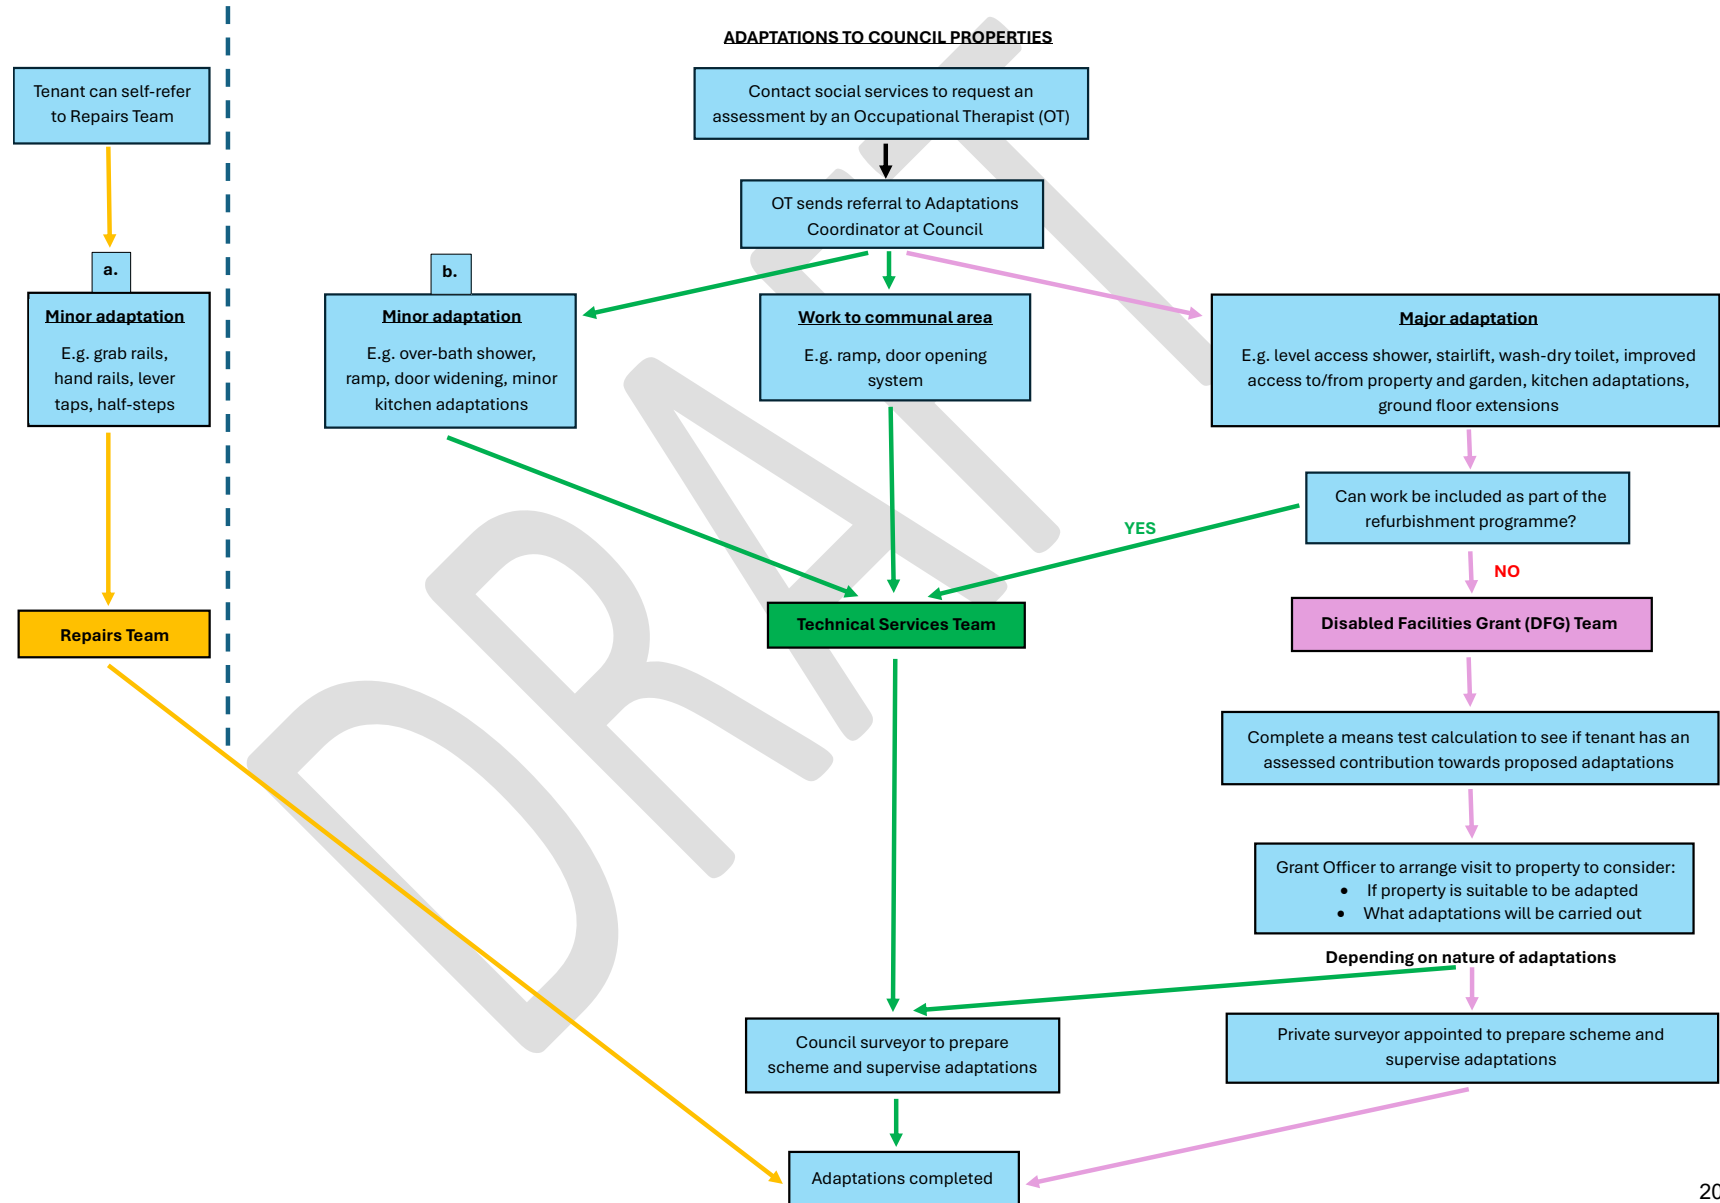 ADAPTATIONS TO COUNCIL PROPERTIES
Tenant can self-refer
to Repairs Team
Contact social services to request an
assessment by an Occupational Therapist (OT)
OT sends referral to Adaptations
Coordinator at Council
a.
Minor adaptation
E.g. grab rails,
hand rails, lever
taps, half-steps
b.
Minor adaptation
E.g. over-bath shower,
ramp, door widening, minor
kitchen adaptations
Work to communal area
E.g. ramp, door opening
system
Major adaptation
E.g. level access shower, stairlift, wash-dry toilet, improved
access to/from property and garden, kitchen adaptations,
ground floor extensions
Can work be included as part of the
refurbishment programme?
YES
NO
Repairs Team
Technical Services Team
Disabled Facilities Grant (DFG) Team
Complete a means test calculation to see if tenant has an
assessed contribution towards proposed adaptations
Grant Officer to arrange visit to property to consider:
• If property is suitable to be adapted
• What adaptations will be carried out
Depending on nature of adaptations
Council surveyor to prepare
scheme and supervise adaptations
Private surveyor appointed to prepare scheme and
supervise adaptations
Adaptations completed
DRAFT
20